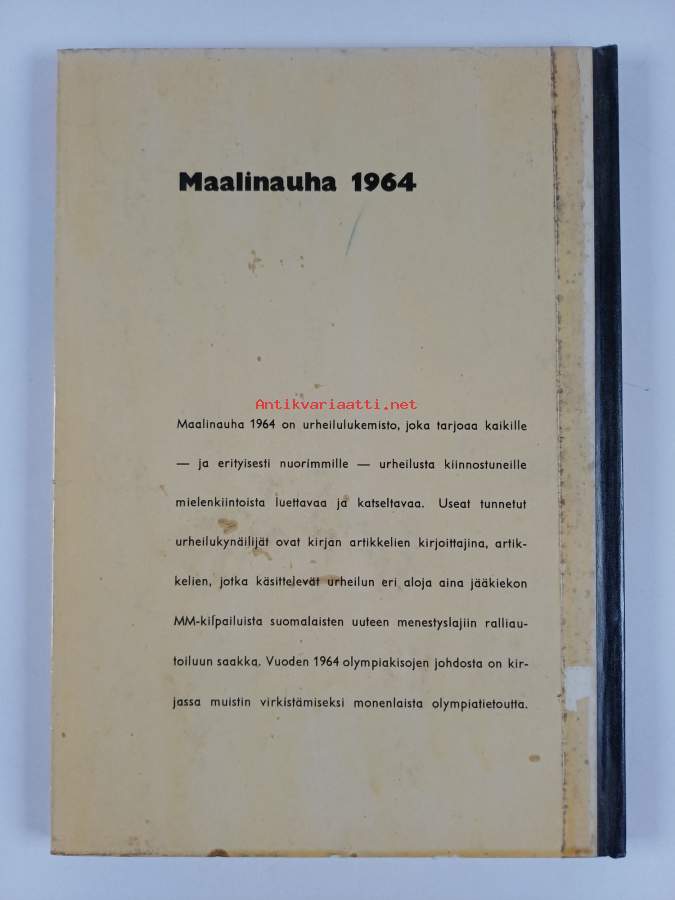 Maalinauha 1964
Antikvariaatti.net
Maalinauha 1964 on urheilulukemisto, joka tarjoaa kaikille
— ja erityisesti nuorimmille — urheilusta kiinnostuneille
mielenkiintoista luettavaa ja katseltavaa. Useat tunnetut
urheilukynäilijät ovat kirjan artikkelien kirjoittajina, artik-
kelien, jotka käsittelevät urheilun eri aloja aina jääkiekon
MM-kilpailuista suomalaisten uuteen menestyslajiin ralliau-
toiluun saakka. Vuoden 1964 olympiakisojen johdosta on kir-
jassa muistin virkistämiseksi monenlaista olympiatietoutta.